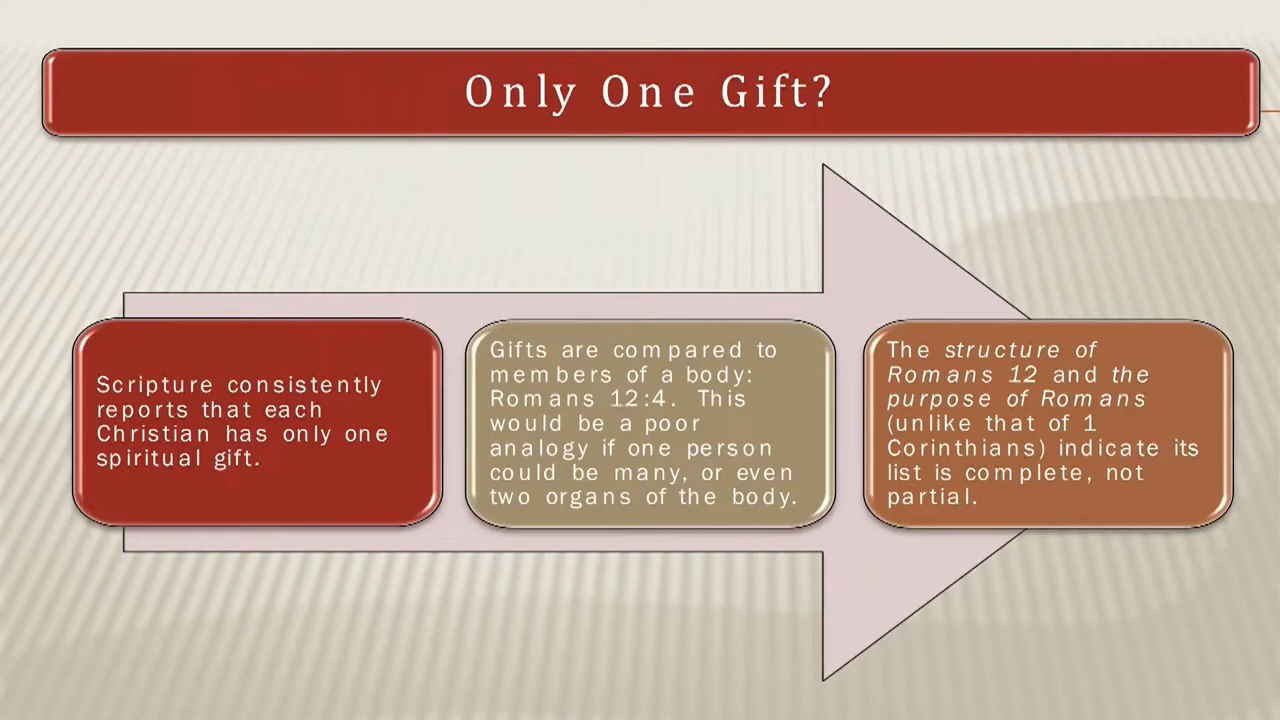 Only One Gift?
Scripture consistently
reports that each
Christian has only one
spiritual gift.
Gifts are compared to
members of a body:
Romans 12:4. This
would be a poor
analogy if one person
could be many, or even
two organs of the body.
The structure of
Romans 12 and the
purpose of Romans
(unlike that of 1
Corinthians) indicate its
list is complete, not
partial.